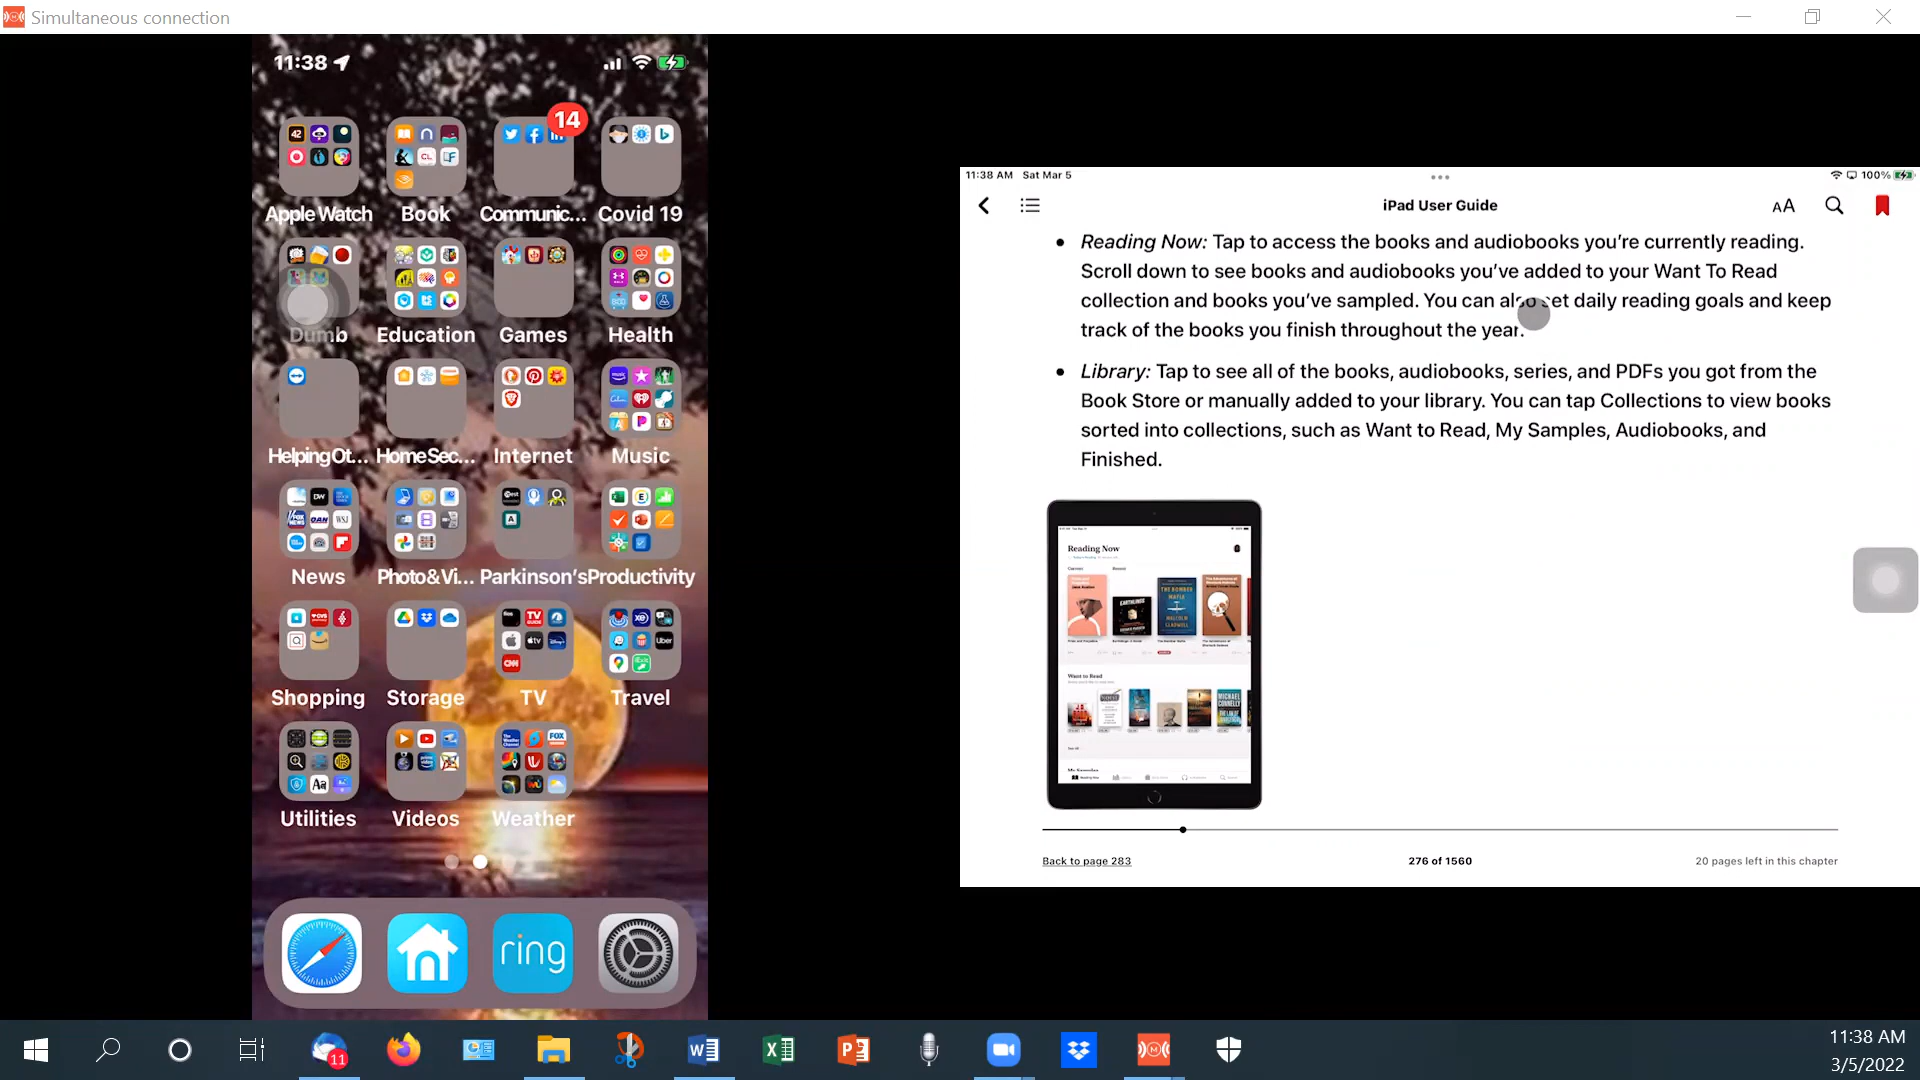 Simultaneous connection
11:38
14
Apple Watch Book Communic... Covid 19
Dumb Education Games Health
Helping Ot... Home Sec... Internet Music
News Photo & Vi... Parkinson's Productivity
Shopping Storage TV Travel
Utilities Videos Weather
ring
11:38 AM Sat Mar 5
100%
iPad User Guide
AA
• Reading Now: Tap to access the books and audiobooks you're currently reading.
Scroll down to see books and audiobooks you've added to your Want To Read
collection and books you've sampled. You can also set daily reading goals and keep
track of the books you finish throughout the year.
• Library: Tap to see all of the books, audiobooks, series, and PDFs you got from the
Book Store or manually added to your library. You can tap Collections to view books
sorted into collections, such as Want to Read, My Samples, Audiobooks, and
Finished.
Reading Now
Want to Read
Back to page 283
276 of 1560
20 pages left in this chapter
11
11:38 AM
3/5/2022